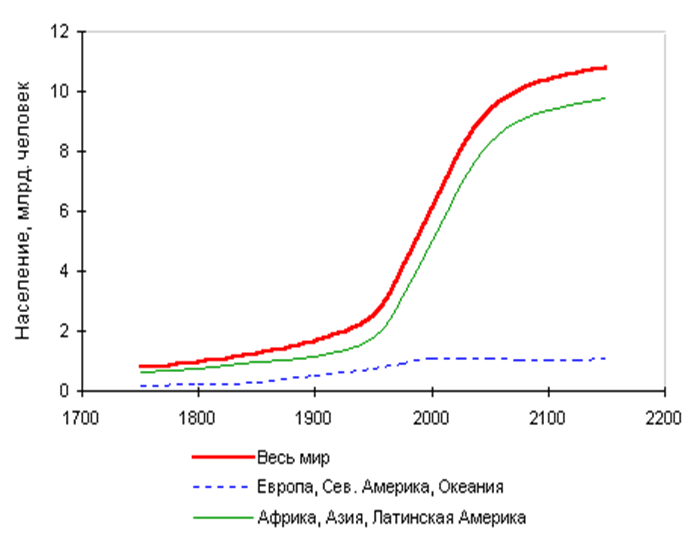 Население, млрд. человек
12
10
8
6
4
2
0
1700 1800 1900 2000 2100 2200
Весь мир
Европа, Сев. Америка, Океания
Африка, Азия, Латинская Америка